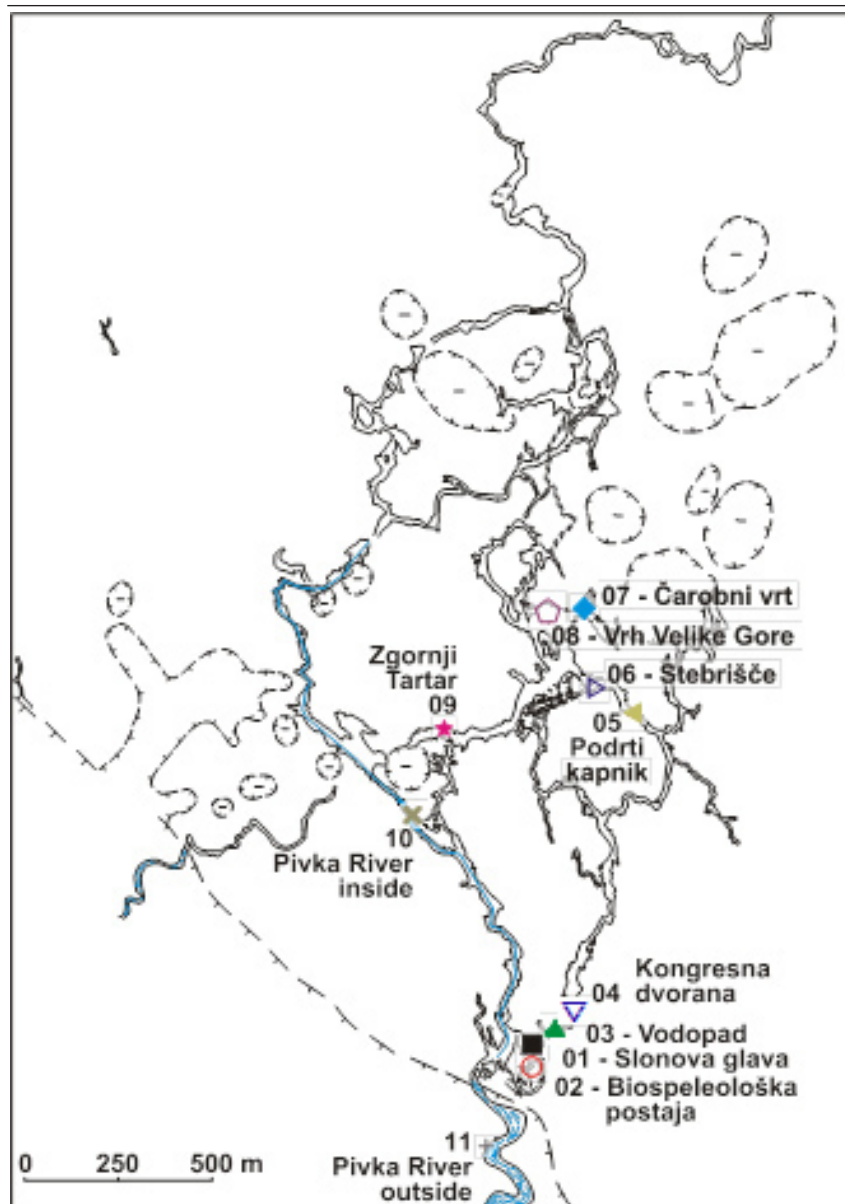 07 - Čarobni vrt
08 - Vrh Velike Gore
Zgornji
Tartar
09
06 - Stebrišče
05
Podrti
kapnik
10
Pivka River
inside
Kongresna
dvorana
04
03 - Vodopad
01 - Slonova glava
02 - Biospeleološka
postaja
11
Pivka River
outside
0 250 500 m